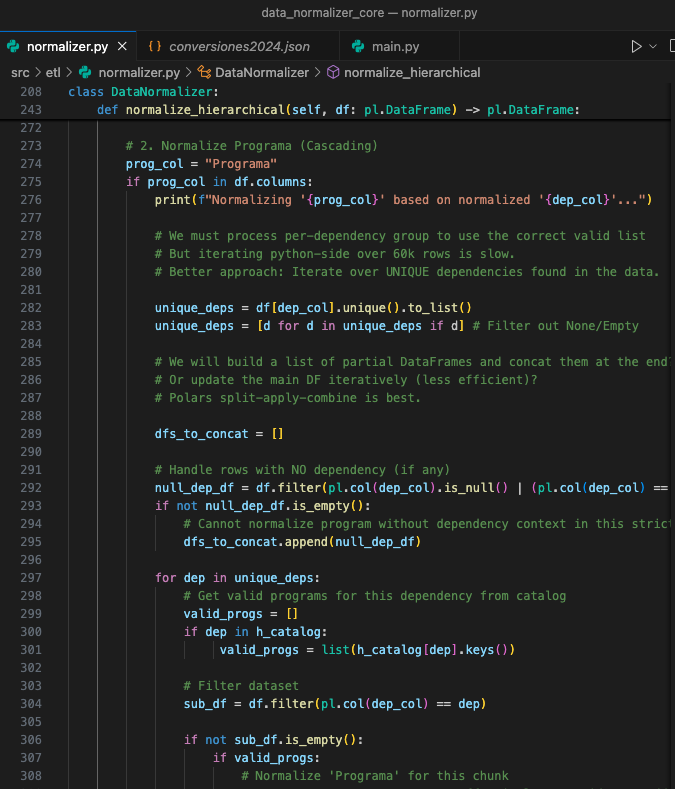 data_normalizer_core — normalizer.py
normalizer.py × {} conversiones2024.json main.py
src > etl > normalizer.py > DataNormalizer > normalize_hierarchical
208 class DataNormalizer:
243 def normalize_hierarchical(self, df: pl.DataFrame) -> pl.DataFrame:
272
273 # 2. Normalize Programa (Cascading)
274 prog_col = "Programa"
275 if prog_col in df.columns:
276 print(f"Normalizing '{prog_col}' based on normalized '{dep_col}'...")
277
278 # We must process per-dependency group to use the correct valid list
279 # But iterating python-side over 60k rows is slow.
280 # Better approach: Iterate over UNIQUE dependencies found in the data.
281
282 unique_deps = df[dep_col].unique().to_list()
283 unique_deps = [d for d in unique_deps if d] # Filter out None/Empty
284
285 # We will build a list of partial DataFrames and concat them at the end?
286 # Or update the main DF iteratively (less efficient)?
287 # Polars split-apply-combine is best.
288
289 dfs_to_concat = []
290
291 # Handle rows with NO dependency (if any)
292 null_dep_df = df.filter(pl.col(dep_col).is_null() | (pl.col(dep_col) ==
293 if not null_dep_df.is_empty():
294 # Cannot normalize program without dependency context in this strict
295 dfs_to_concat.append(null_dep_df)
296
297 for dep in unique_deps:
298 # Get valid programs for this dependency from catalog
299 valid_progs = []
300 if dep in h_catalog:
301 valid_progs = list(h_catalog[dep].keys())
302
303 # Filter dataset
304 sub_df = df.filter(pl.col(dep_col) == dep)
305
306 if not sub_df.is_empty():
307 if valid_progs:
308 # Normalize 'Programa' for this chunk